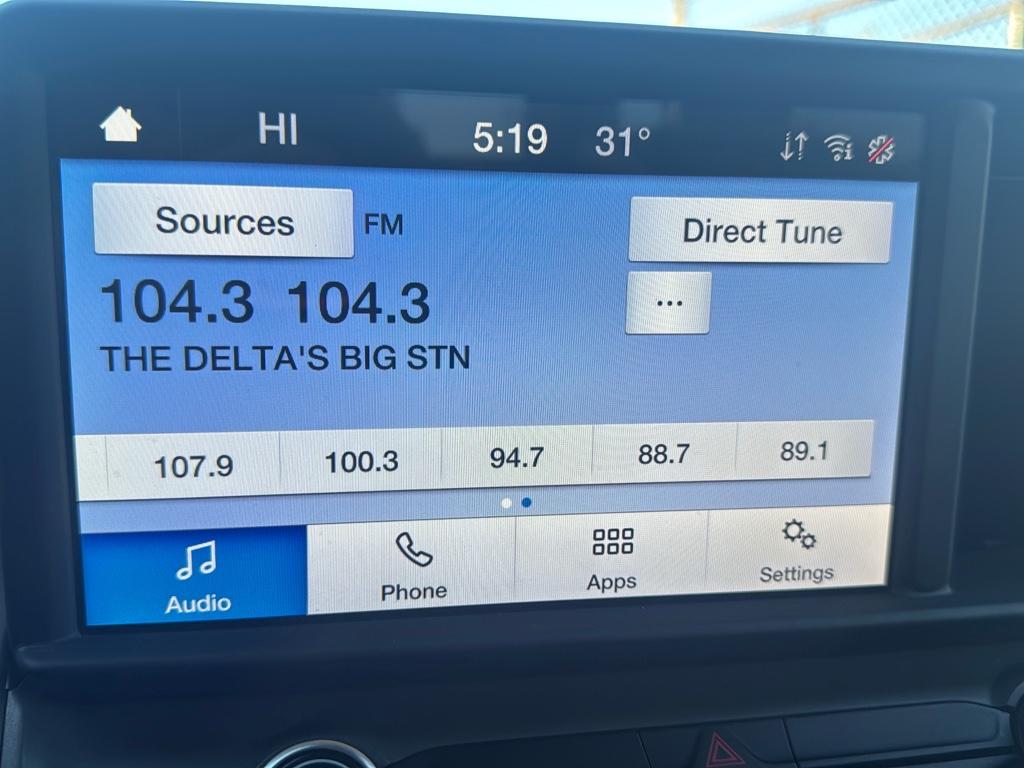 HI 5:19 31°
Sources FM Direct Tune
104.3 104.3 ...
THE DELTA'S BIG STN
107.9 100.3 94.7 88.7 89.1
Audio Phone Apps Settings